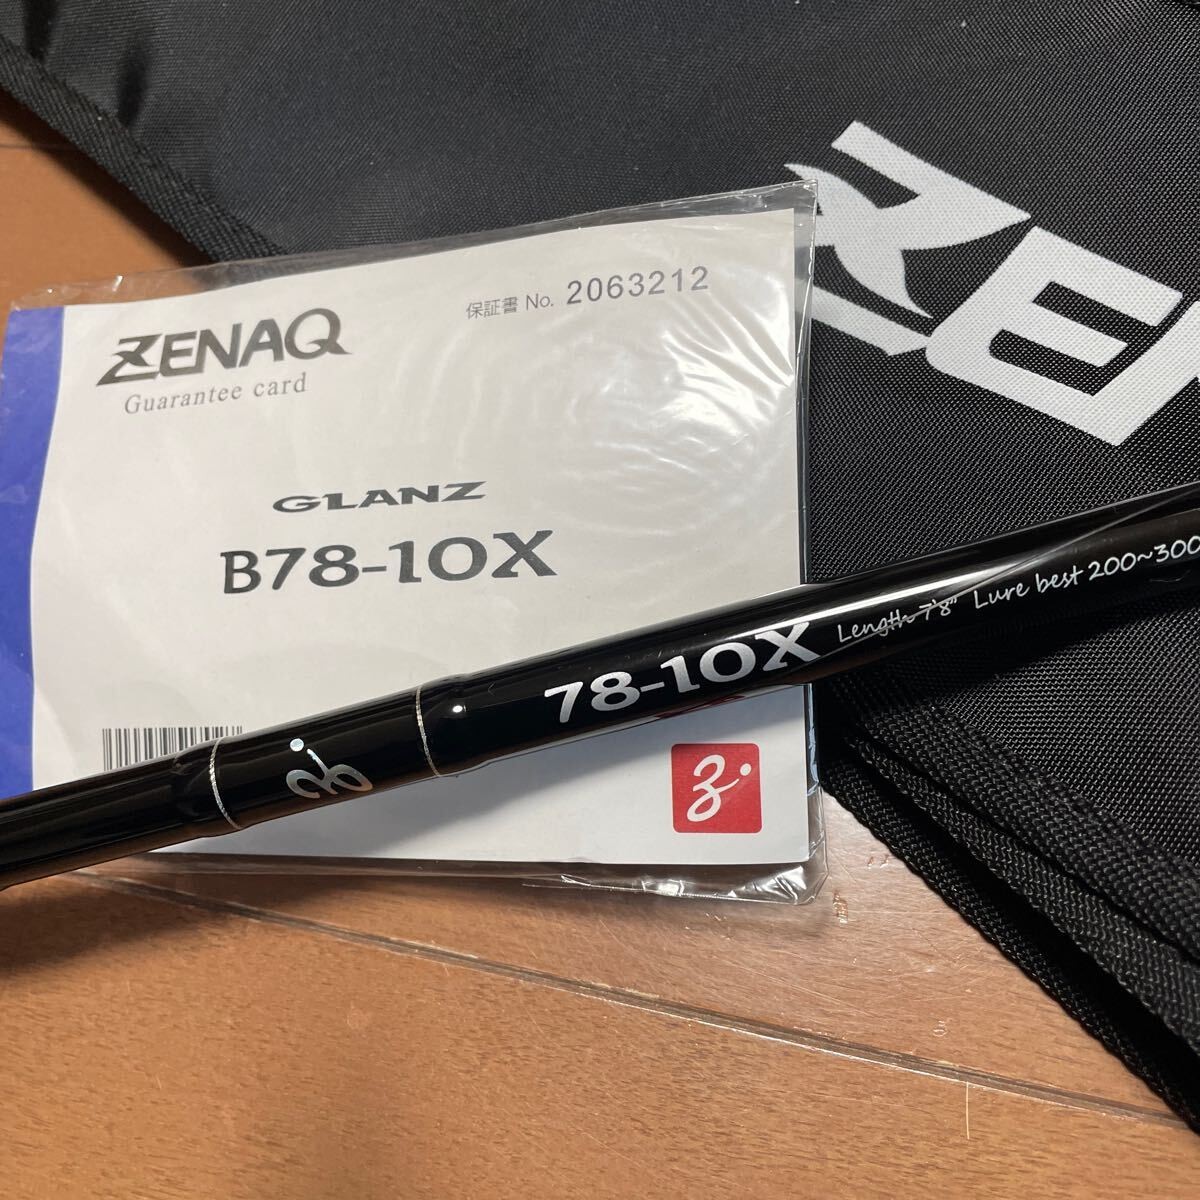 ZENAQ
Guarantee card
保証書 No. 2063212
GLANZ
B78-10X
78-10X Length 7'8" Lure best 200~300
ZE